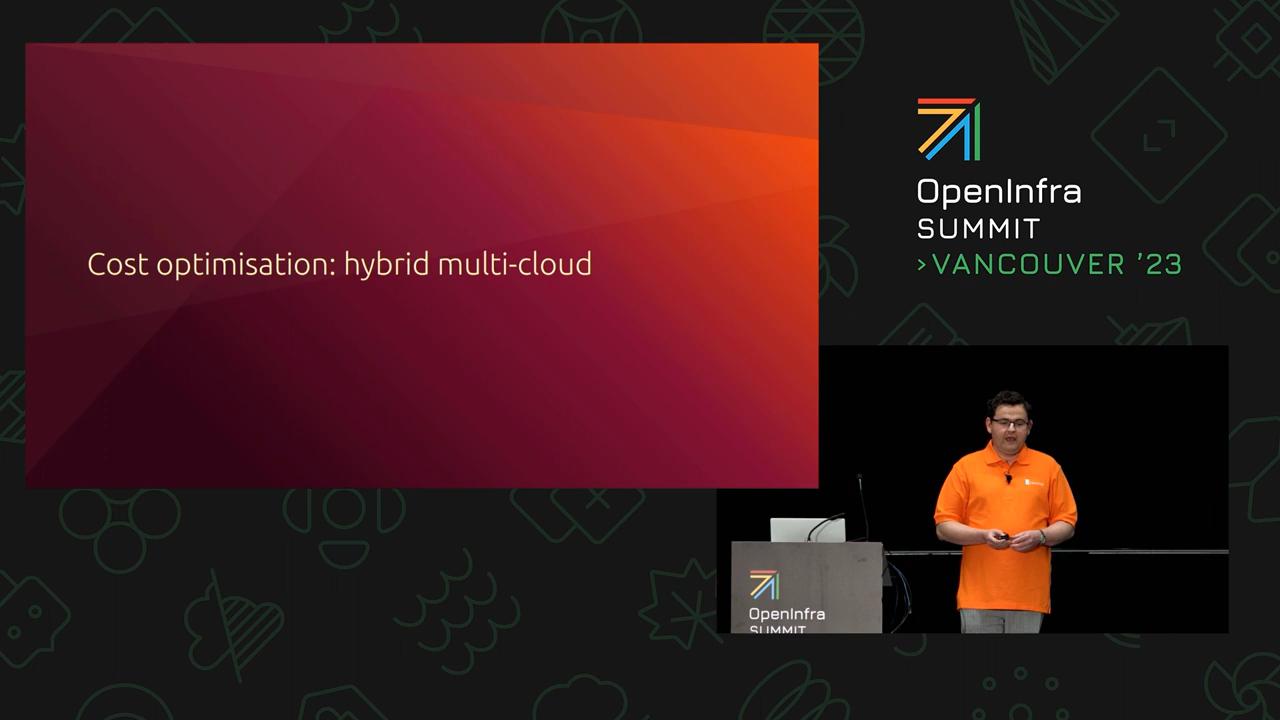 Cost optimisation: hybrid multi-cloud
OpenInfra
SUMMIT
>VANCOUVER ’23
OpenInfra
SUMMIT